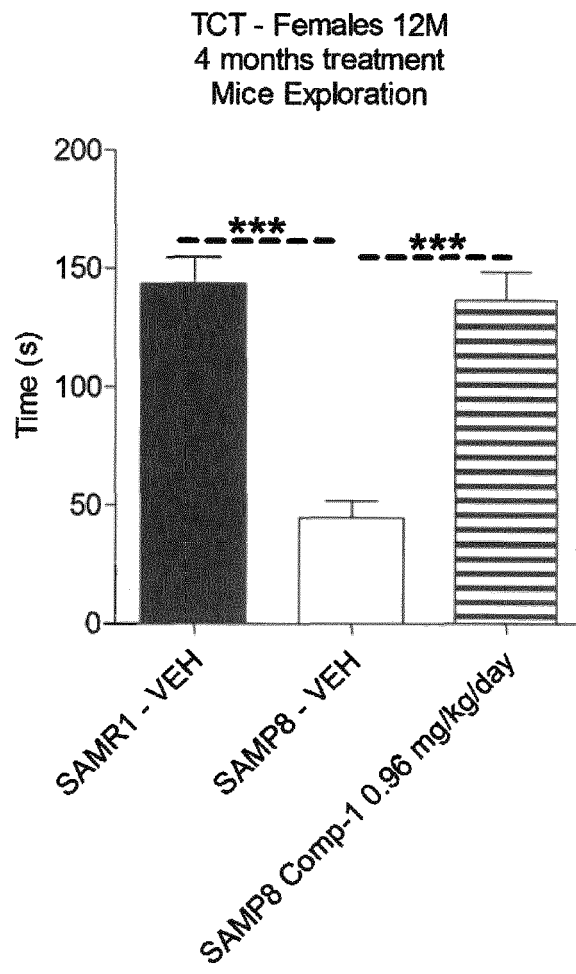 TCT - Females 12M
4 months treatment
Mice Exploration
200
***
***
150
100
50
0
Time (s)
SAMR1 - VEH
SAMP8 - VEH
SAMP8 Comp-1 0.96 mg/kg/day